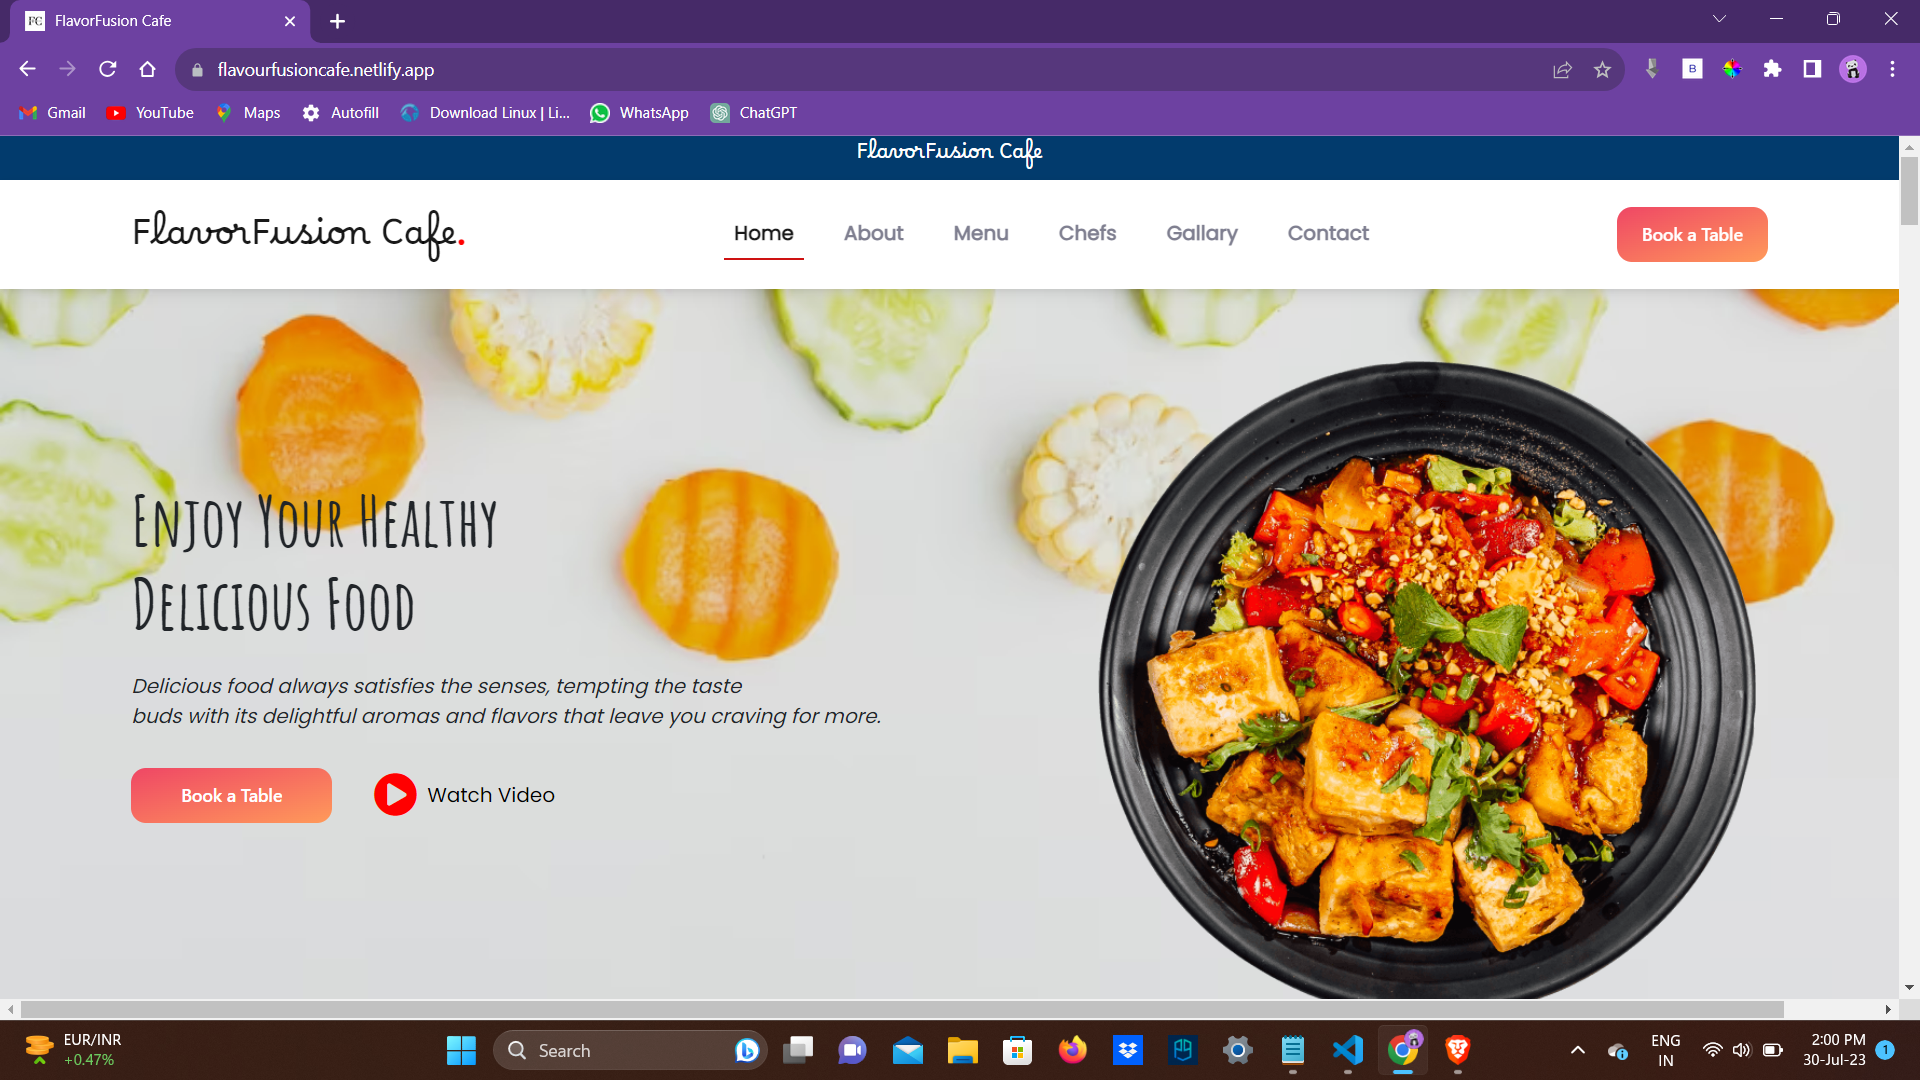 FC FlavorFusion Cafe
flavourfusioncafe.netlify.app
B
Gmail YouTube Maps Autofill Download Linux | Li... WhatsApp ChatGPT
FlavorFusion Cafe
FlavorFusion Cafe.
Home About Menu Chefs Gallary Contact
Book a Table
Enjoy Your Healthy
Delicious Food
Delicious food always satisfies the senses, tempting the taste
buds with its delightful aromas and flavors that leave you craving for more.
Book a Table Watch Video
EUR/INR
+0.47%
Search
ENG
IN
2:00 PM
30-Jul-23
1